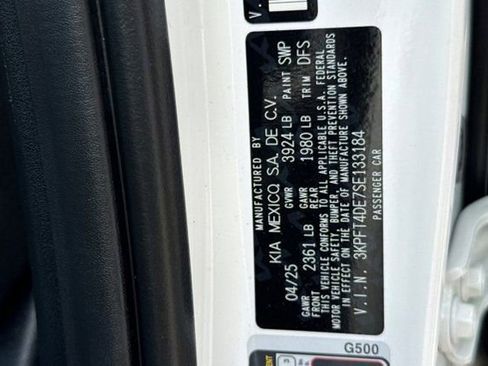 MANUFACTURED BY
KIA MEXICO, S.A. DE C.V.
04/25 GVWR 3924 LB PAINT SWP
GAWR FRONT 2361 LB GAWR REAR 1980 LB TRIM DFS
THIS VEHICLE CONFORMS TO ALL APPLICABLE U.S.A. FEDERAL
MOTOR VEHICLE SAFETY, BUMPER, AND THEFT PREVENTION STANDARDS
IN EFFECT ON THE DATE OF MANUFACTURE SHOWN ABOVE.
V.I.N. 3KPFT4DE7SE133184
PASSENGER CAR
G500